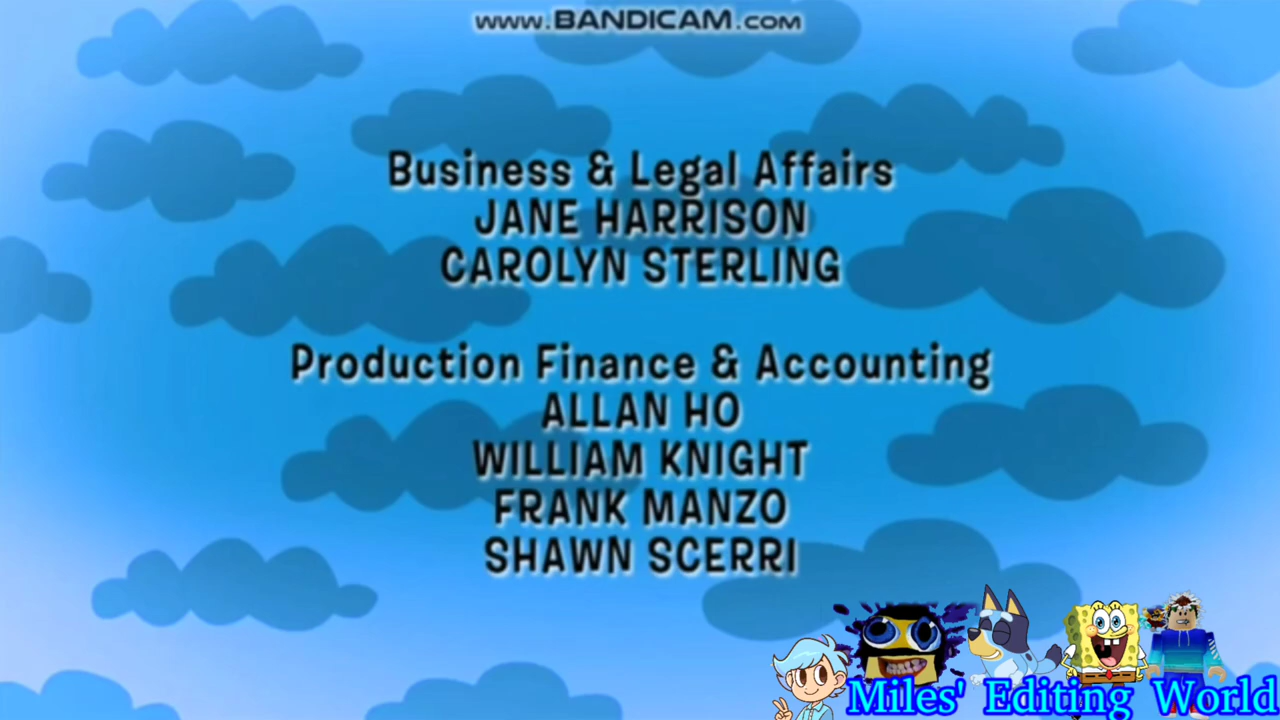 www.BANDICAM.com
Business & Legal Affairs
JANE HARRISON
CAROLYN STERLING
Production Finance & Accounting
ALLAN HO
WILLIAM KNIGHT
FRANK MANZO
SHAWN SCERRI
Miles' Editing World